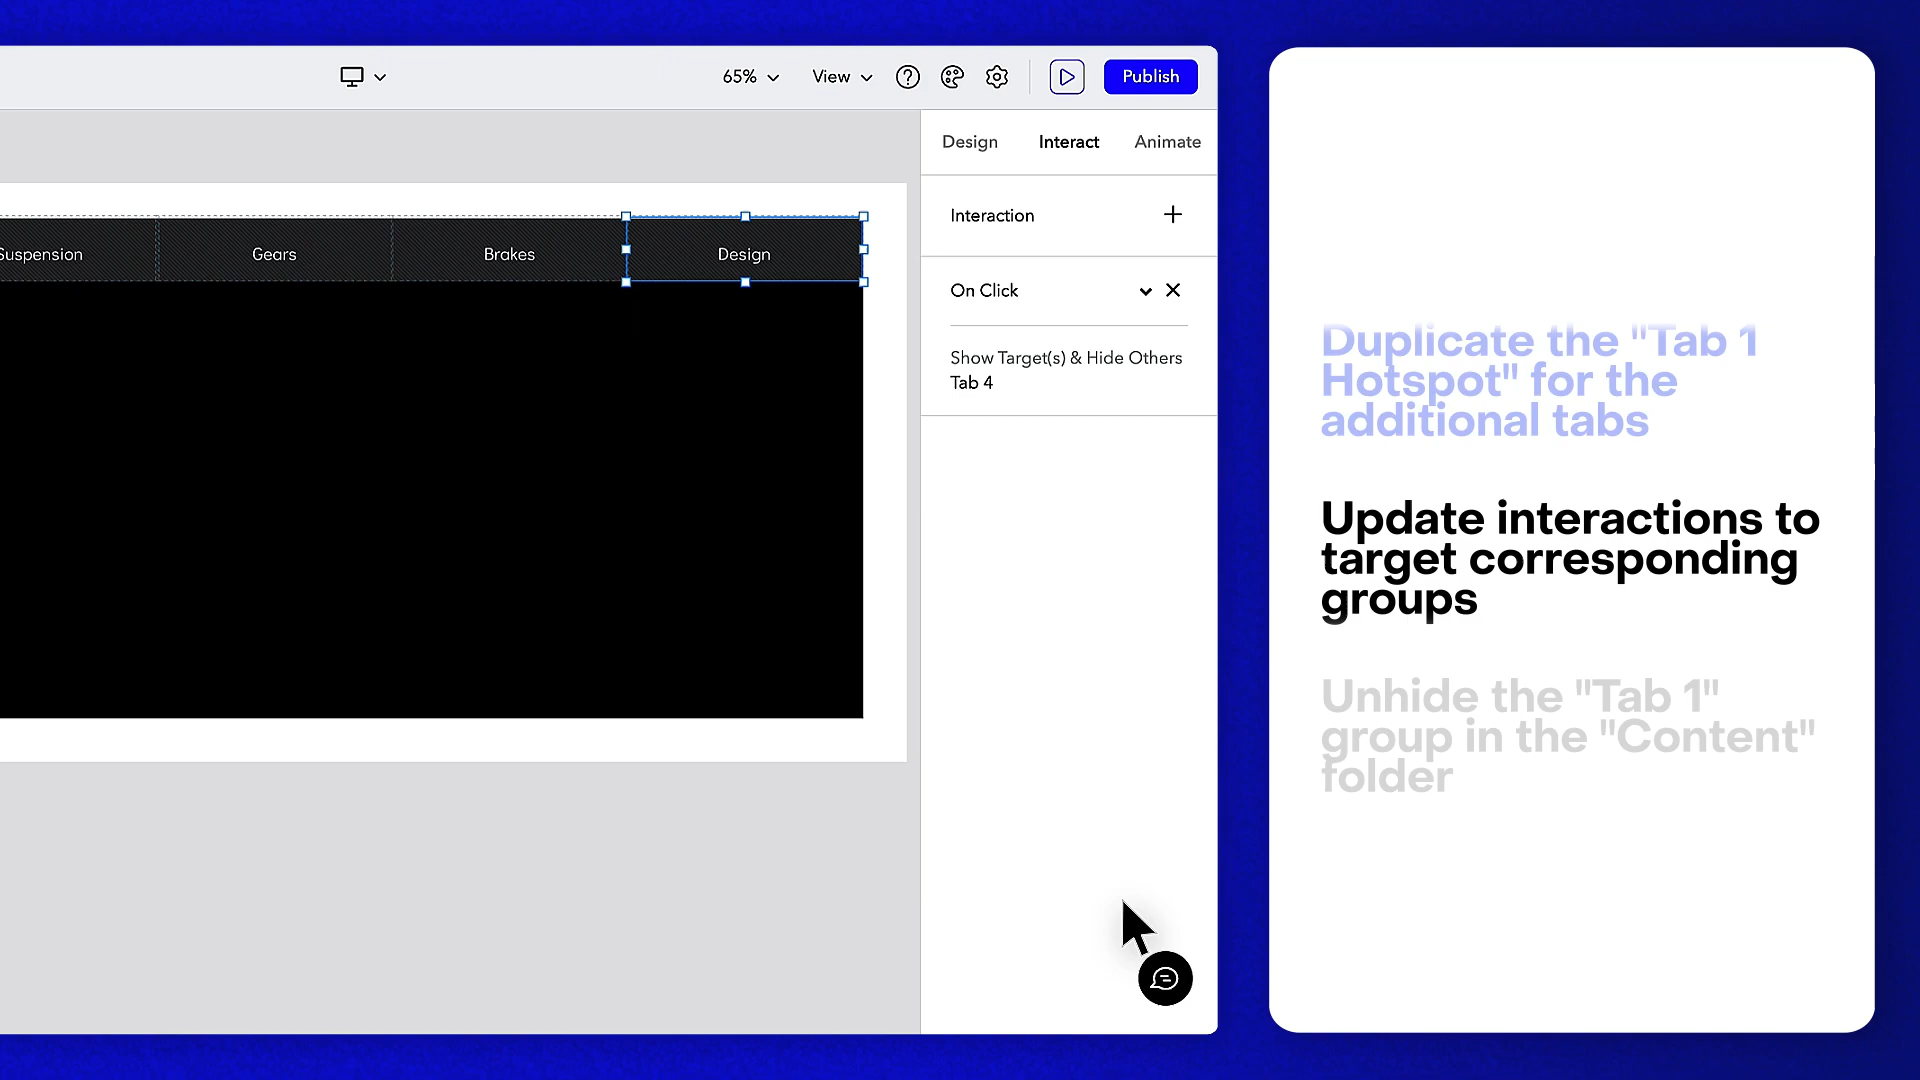 65%
View
Publish
Design
Interact
Animate
Interaction
Suspension
Gears
Brakes
Design
On Click
Show Target(s) & Hide Others
Tab 4
Duplicate the "Tab 1
Hotspot" for the
additional tabs
Update interactions to
target corresponding
groups
Unhide the "Tab 1"
group in the "Content"
folder